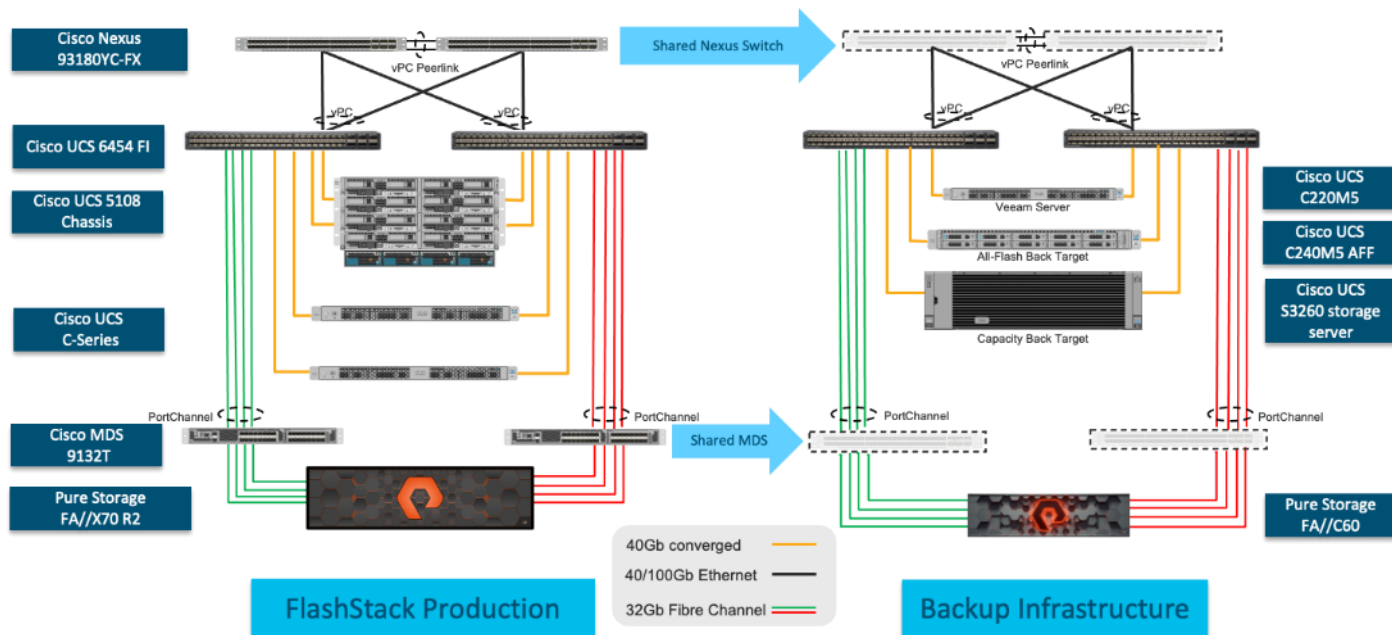 Cisco Nexus
93180YC-FX
vPC Peerlink
Shared Nexus Switch
vPC Peerlink
vPC
vPC
vPC
vPC
Cisco UCS 6454 FI
Cisco UCS 5108
Chassis
Cisco UCS
C-Series
Veeam Server
All-Flash Back Target
Capacity Back Target
Cisco UCS
C220M5
Cisco UCS
C240M5 AFF
Cisco UCS
S3260 storage
server
PortChannel
PortChannel
PortChannel
PortChannel
Cisco MDS
9132T
Shared MDS
Pure Storage
FA//X70 R2
Pure Storage
FA//C60
40Gb converged
40/100Gb Ethernet
32Gb Fibre Channel
FlashStack Production
Backup Infrastructure